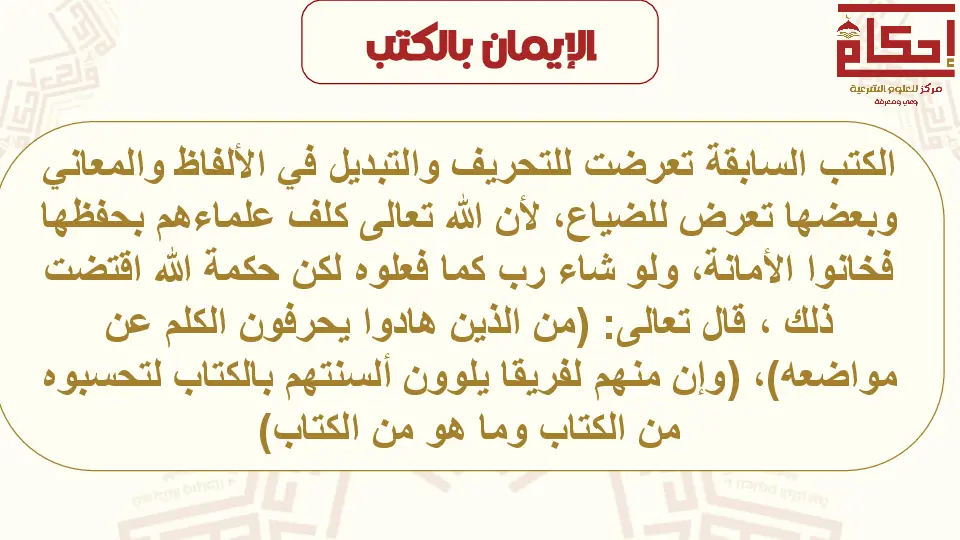 الإيمان بالكتب
إحكام
مركز للعلوم الشرعية
وعي ومعرفة
الكتب السابقة تعرضت للتحريف والتبديل في الألفاظ والمعاني
وبعضها تعرض للضياع، لأن الله تعالى كلف علماءهم بحفظها
فخانوا الأمانة، ولو شاء رب كما فعلوه لكن حكمة الله اقتضت
ذلك ، قال تعالى: (من الذين هادوا يحرفون الكلم عن
مواضعه)، (وإن منهم لفريقا يلوون ألسنتهم بالكتاب لتحسبوه
من الكتاب وما هو من الكتاب)